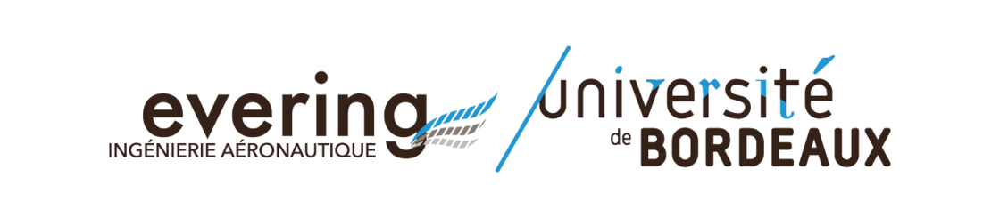 evering
INGÉNIERIE AÉRONAUTIQUE
université
de BORDEAUX